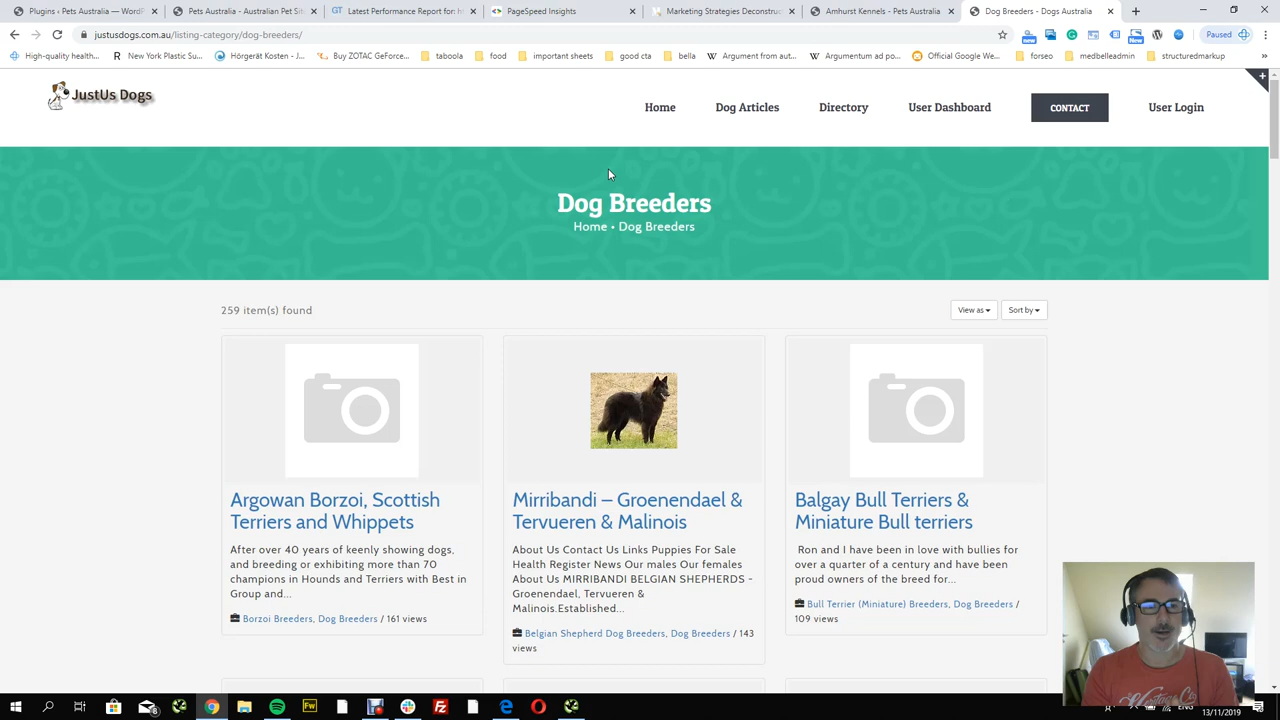 Plugins ‹ Pets Australia — WordP
Pets Australia - Australian Pet Sit
Latest Performance Report for: h
PageSpeed Insights
Marketing Strategies Deconstruc
Amhurst Kennels - Pets Australia
Dog Breeders - Dogs Australia
justusdogs.com.au/listing-category/dog-breeders/
Paused
High-quality health...
New York Plastic Su...
Hörgerät Kosten - J...
Buy ZOTAC GeForce...
taboola
food
important sheets
good cta
bella
Argument from aut...
Argumentum ad po...
Official Google We...
forseo
medbelleadmin
structuredmarkup
JustUs Dogs
Home
Dog Articles
Directory
User Dashboard
CONTACT
User Login
Dog Breeders
Home • Dog Breeders
259 item(s) found
View as
Sort by
Argowan Borzoi, Scottish
Terriers and Whippets
After over 40 years of keenly showing dogs,
and breeding or exhibiting more than 70
champions in Hounds and Terriers with Best in
Group and...
Borzoi Breeders, Dog Breeders / 161 views
Mirribandi – Groenendael &
Tervueren & Malinois
About Us Contact Us Links Puppies For Sale
Health Register News Our males Our females
About Us MIRRIBANDI BELGIAN SHEPHERDS -
Groenendael, Tervueren &
Malinois.Established...
Belgian Shepherd Dog Breeders, Dog Breeders / 143
views
Balgay Bull Terriers &
Miniature Bull terriers
Ron and I have been in love with bullies for
over a quarter of a century and have been
proud owners of the breed for...
Bull Terrier (Miniature) Breeders, Dog Breeders /
109 views
ENG
13/11/2019